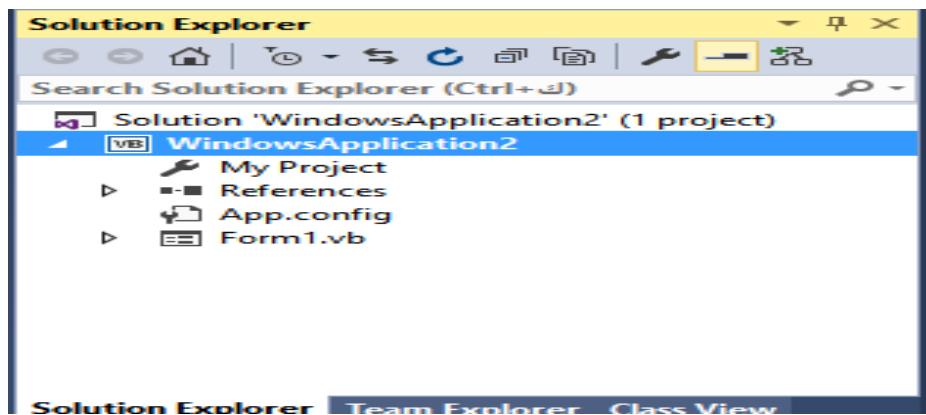 Solution Explorer
Search Solution Explorer (Ctrl+ك)
Solution 'WindowsApplication2' (1 project)
VB WindowsApplication2
My Project
References
App.config
Form1.vb
Solution Explorer Team Explorer Class View